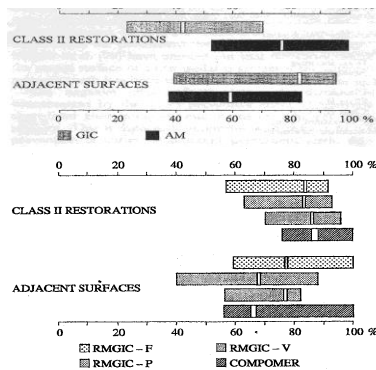 CLASS II RESTORATIONS
ADJACENT SURFACES
0 20 40 60 80 100 %
GIC AM
0 20 40 60 80 100 %
CLASS II RESTORATIONS
ADJACENT SURFACES
0 20 40 60 80 100 %
RMGIC – F RMGIC – V
RMGIC – P COMPOMER